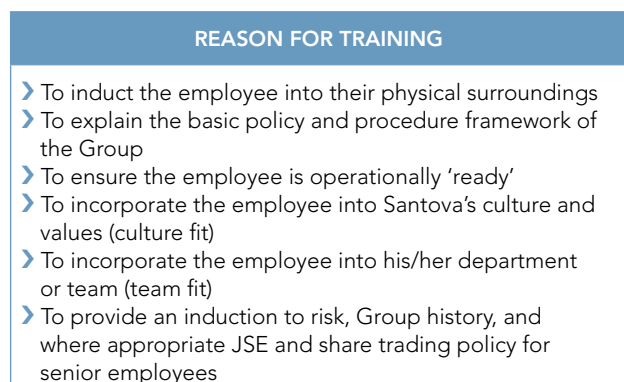 REASON FOR TRAINING
❯ To induct the employee into their physical surroundings
❯ To explain the basic policy and procedure framework of
the Group
❯ To ensure the employee is operationally ‘ready’
❯ To incorporate the employee into Santova’s culture and
values (culture fit)
❯ To incorporate the employee into his/her department
or team (team fit)
❯ To provide an induction to risk, Group history, and
where appropriate JSE and share trading policy for
senior employees